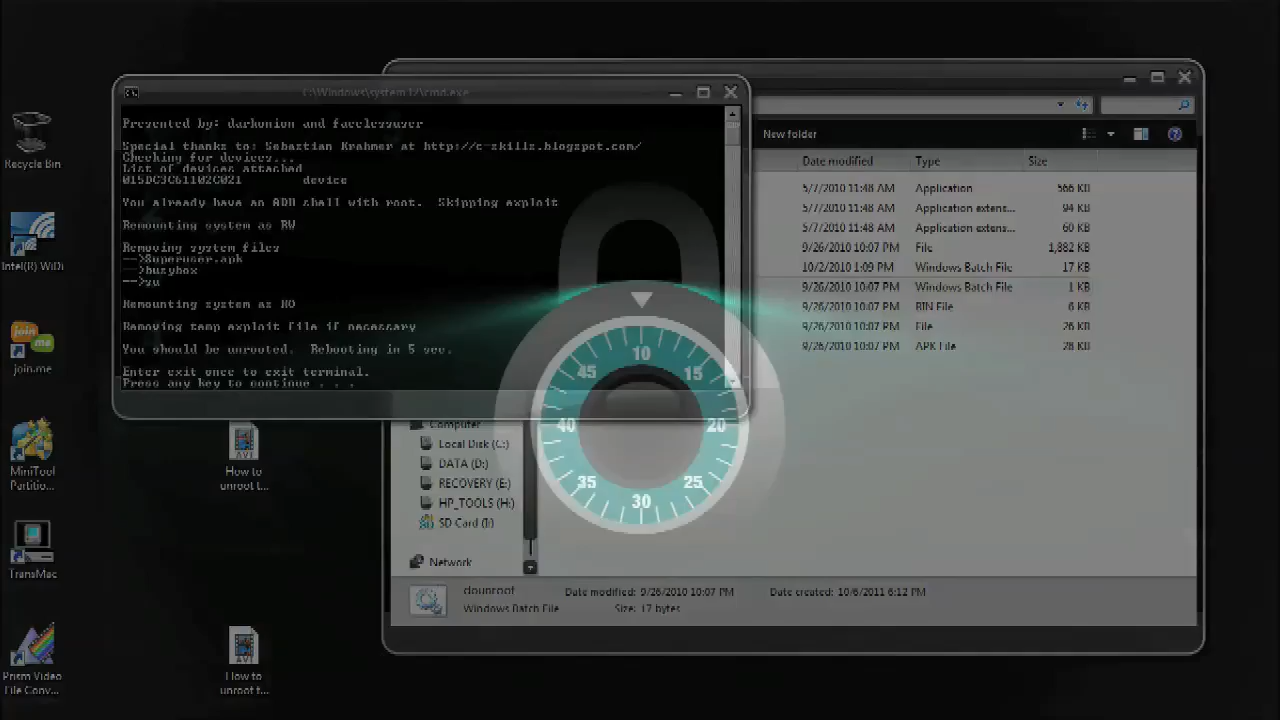 Recycle Bin
Intel(R) WiDi
join.me
MiniTool
Partitio...
TransMac
Prism Video
File Conv...
How to
unroot t...
How to
unroot t...
C:\Windows\system32\cmd.exe
Presented by: darkonion and facelessuser
Special thanks to: Sebastian Krahmer at http://c-skillz.blogspot.com/
Checking for devices...
List of devices attached
015DC3C61102C021 device
You already have an ADB shell with root. Skipping exploit
Remounting system as RW
Removing system files
-->Superuser.apk
-->busybox
-->su
Remounting system as RO
Removing temp exploit file if necessary
You should be unrooted. Rebooting in 5 sec.
Enter exit once to exit terminal.
Press any key to continue . . .
New folder
Date modified Type Size
5/7/2010 11:48 AM Application 566 KB
5/7/2010 11:48 AM Application extens... 94 KB
5/7/2010 11:48 AM Application extens... 60 KB
9/26/2010 10:07 PM File 1,882 KB
10/2/2010 1:09 PM Windows Batch File 17 KB
9/26/2010 10:07 PM Windows Batch File 1 KB
9/26/2010 10:07 PM BIN File 6 KB
9/26/2010 10:07 PM File 26 KB
9/26/2010 10:07 PM APK File 28 KB
Computer
Local Disk (C:)
DATA (D:)
RECOVERY (E:)
HP_TOOLS (H:)
SD Card (I:)
Network
10
15
20
25
30
35
40
45
dounroot Date modified: 9/26/2010 10:07 PM Date created: 10/6/2011 6:12 PM
Windows Batch File Size: 17 bytes